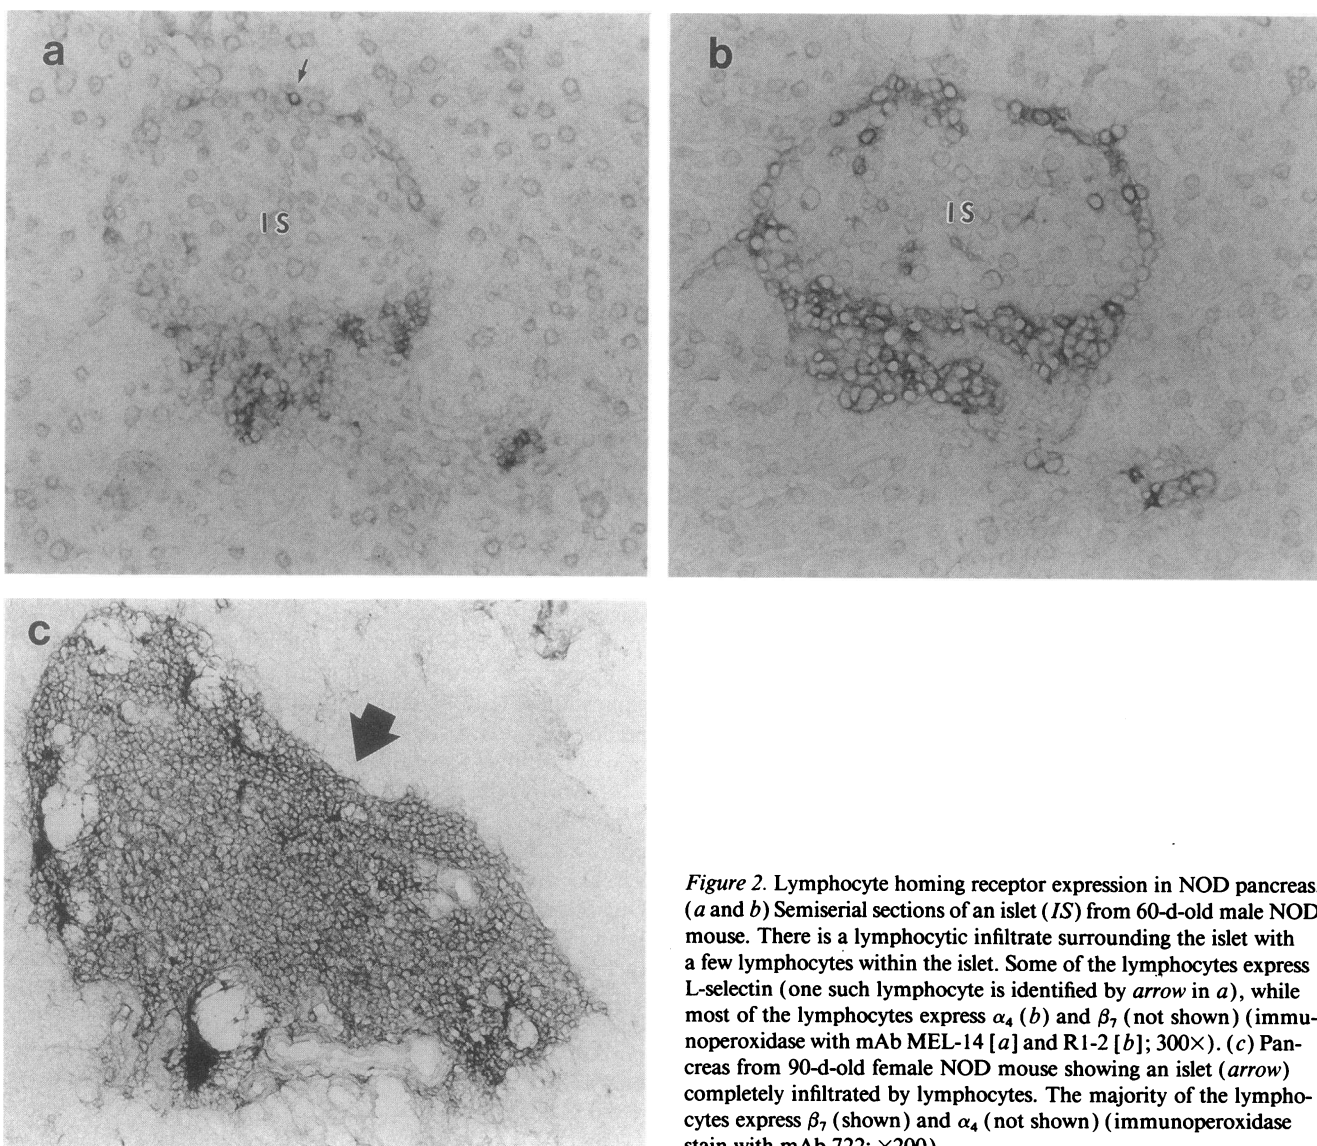 a
b
IS
IS
c
Figure 2. Lymphocyte homing receptor expression in NOD pancreas.
(a and b) Semiserial sections of an islet (IS) from 60-d-old male NOD
mouse. There is a lymphocytic infiltrate surrounding the islet with
a few lymphocytes within the islet. Some of the lymphocytes express
L-selectin (one such lymphocyte is identified by arrow in a), while
most of the lymphocytes express α₄ (b) and β₇ (not shown) (immu-
noperoxidase with mAb MEL-14 [a] and R1-2 [b]; 300×). (c) Pan-
creas from 90-d-old female NOD mouse showing an islet (arrow)
completely infiltrated by lymphocytes. The majority of the lympho-
cytes express β₇ (shown) and α₄ (not shown) (immunoperoxidase
stain with mAb 722; ×200)